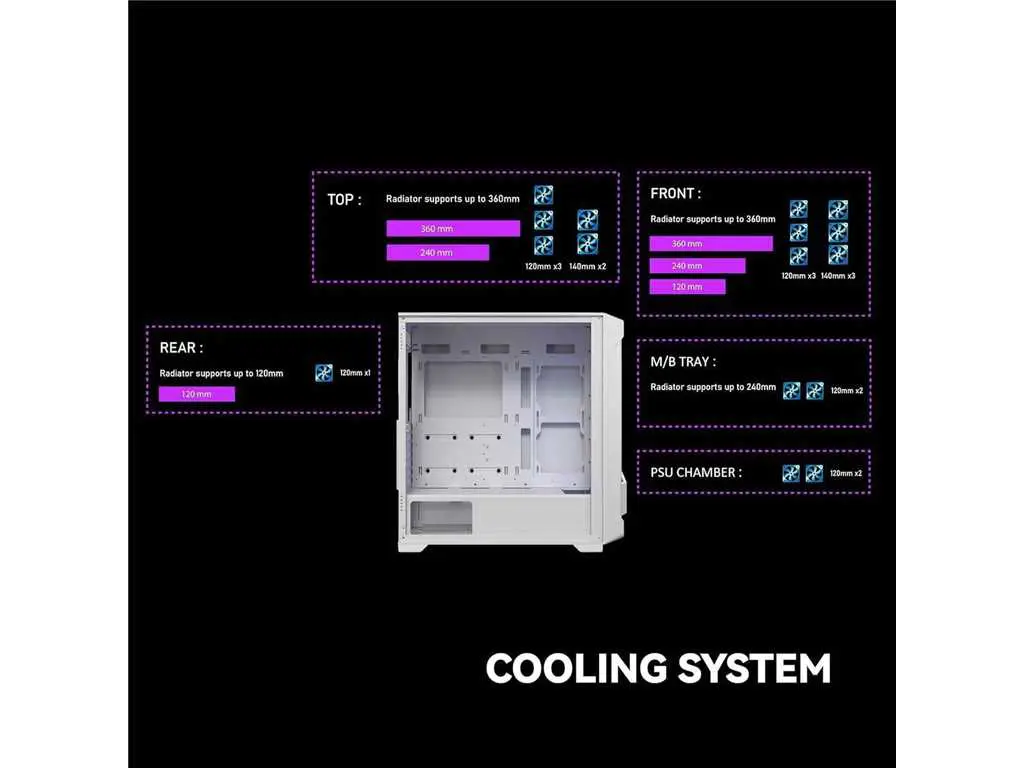 TOP :
Radiator supports up to 360mm
360 mm
240 mm
120mm x3 140mm x2
FRONT :
Radiator supports up to 360mm
360 mm
240 mm
120 mm
120mm x3 140mm x3
REAR :
Radiator supports up to 120mm
120 mm
120mm x1
M/B TRAY :
Radiator supports up to 240mm
120mm x2
PSU CHAMBER :
120mm x2
COOLING SYSTEM